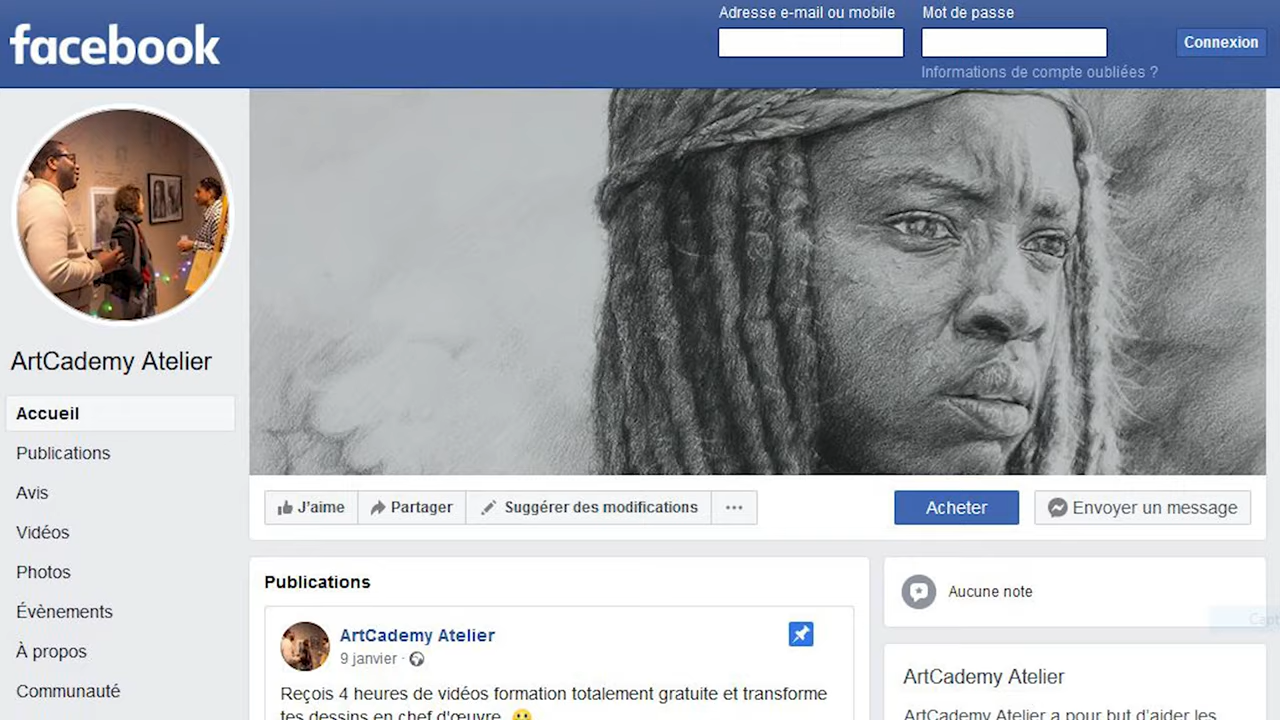 Adresse e-mail ou mobile
Mot de passe
facebook
Connexion
Informations de compte oubliées ?
ArtCademy Atelier
Accueil
Publications
Avis
Vidéos
Photos
Évènements
À propos
Communauté
J'aime
Partager
Suggérer des modifications
...
Acheter
Envoyer un message
Publications
ArtCademy Atelier
9 janvier ·
Reçois 4 heures de vidéos formation totalement gratuite et transforme
tes dessins en chef d'œuvre.
Aucune note
ArtCademy Atelier
ArtCademy Atelier a pour but d'aider les